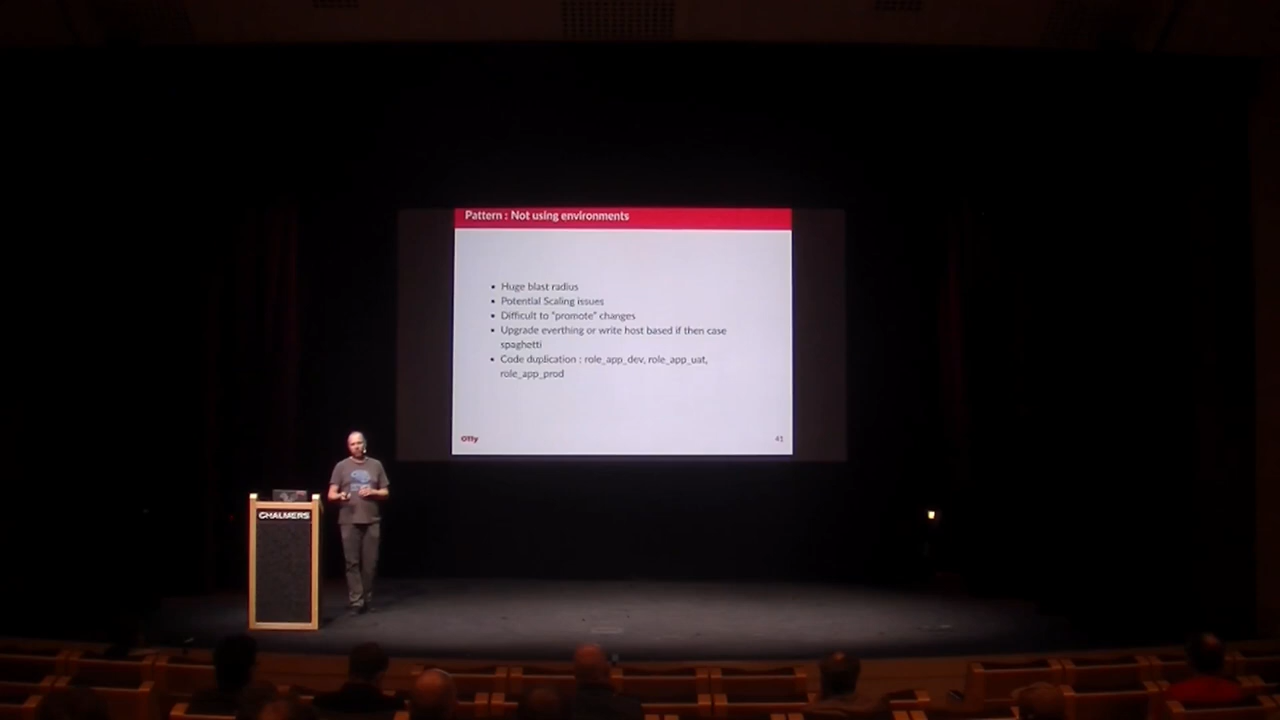 Pattern : Not using environments
• Huge blast radius
• Potential Scaling issues
• Difficult to “promote” changes
• Upgrade everthing or write host based if then case
spaghetti
• Code duplication : role_app_dev, role_app_uat,
role_app_prod
O11y
41
CHALMERS